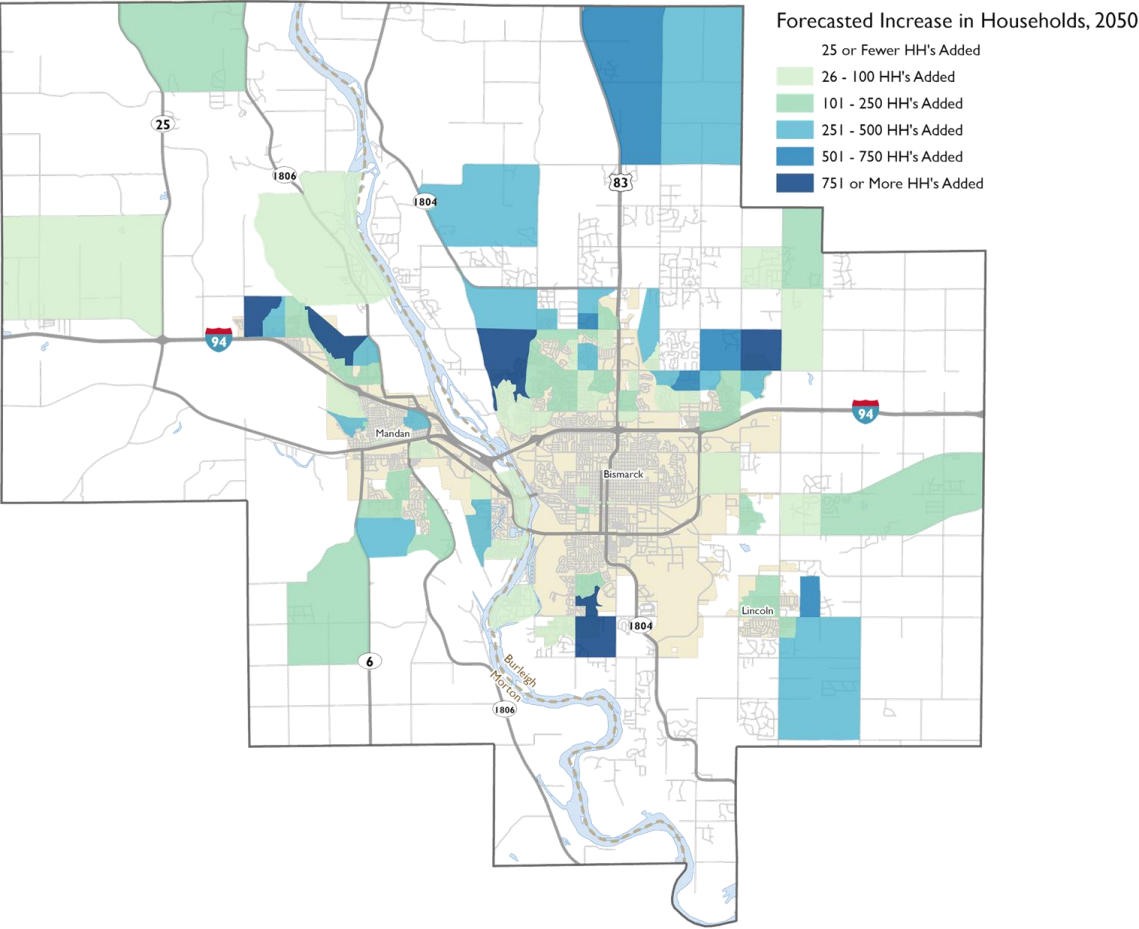 Forecasted Increase in Households, 2050
25 or Fewer HH's Added
26 - 100 HH's Added
101 - 250 HH's Added
251 - 500 HH's Added
501 - 750 HH's Added
751 or More HH's Added
25
1806
1804
83
94
94
Mandan
Bismarck
Lincoln
1804
6
Burleigh
Morton
1806